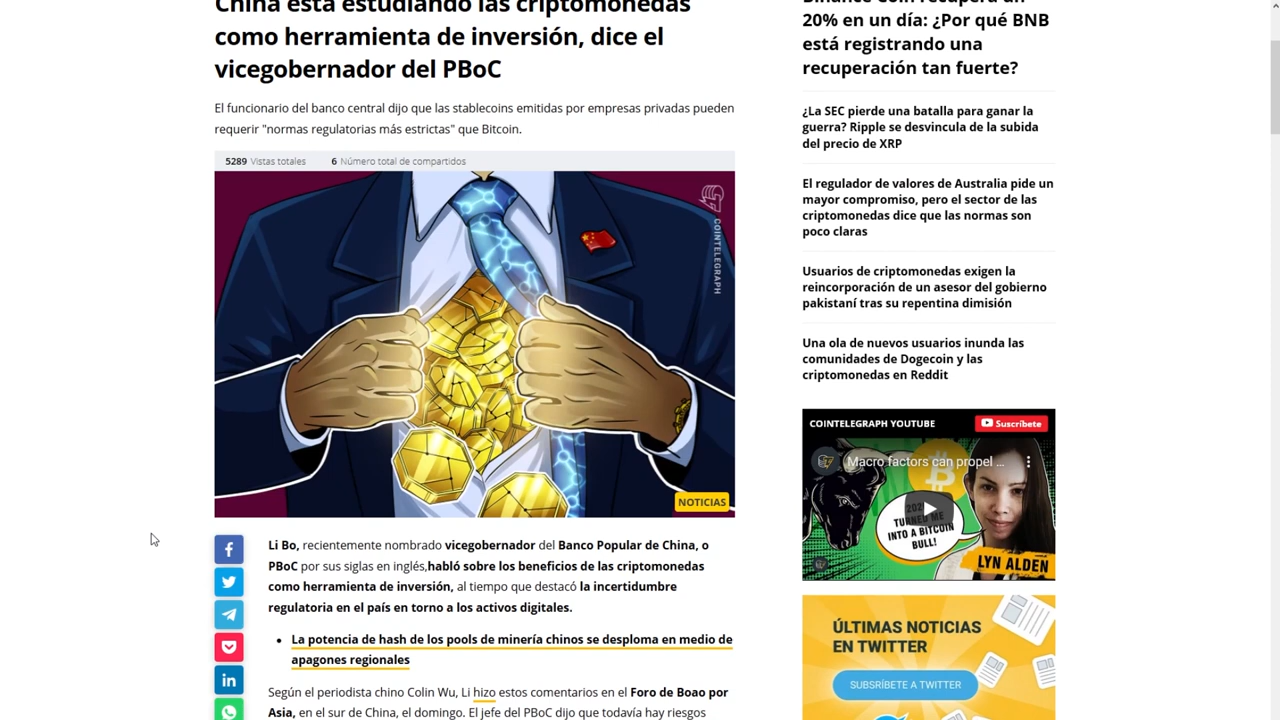 China está estudiando las criptomonedas
como herramienta de inversión, dice el
vicegobernador del PBoC
El funcionario del banco central dijo que las stablecoins emitidas por empresas privadas pueden
requerir "normas regulatorias más estrictas" que Bitcoin.
5289 Vistas totales 6 Número total de compartidos
COINTELEGRAPH
NOTICIAS
Li Bo, recientemente nombrado vicegobernador del Banco Popular de China, o
PBoC por sus siglas en inglés,habló sobre los beneficios de las criptomonedas
como herramienta de inversión, al tiempo que destacó la incertidumbre
regulatoria en el país en torno a los activos digitales.
• La potencia de hash de los pools de minería chinos se desploma en medio de
apagones regionales
Según el periodista chino Colin Wu, Li hizo estos comentarios en el Foro de Boao por
Asia, en el sur de China, el domingo. El jefe del PBoC dijo que todavía hay riesgos
Binance Coin recupera un
20% en un día: ¿Por qué BNB
está registrando una
recuperación tan fuerte?
¿La SEC pierde una batalla para ganar la
guerra? Ripple se desvincula de la subida
del precio de XRP
El regulador de valores de Australia pide un
mayor compromiso, pero el sector de las
criptomonedas dice que las normas son
poco claras
Usuarios de criptomonedas exigen la
reincorporación de un asesor del gobierno
pakistaní tras su repentina dimisión
Una ola de nuevos usuarios inunda las
comunidades de Dogecoin y las
criptomonedas en Reddit
COINTELEGRAPH YOUTUBE
Suscríbete
Macro factors can propel ...
TURNED ME
INTO A BITCOIN
BULL!
LYN ALDEN
ÚLTIMAS NOTICIAS
EN TWITTER
SUBSRÍBETE A TWITTER